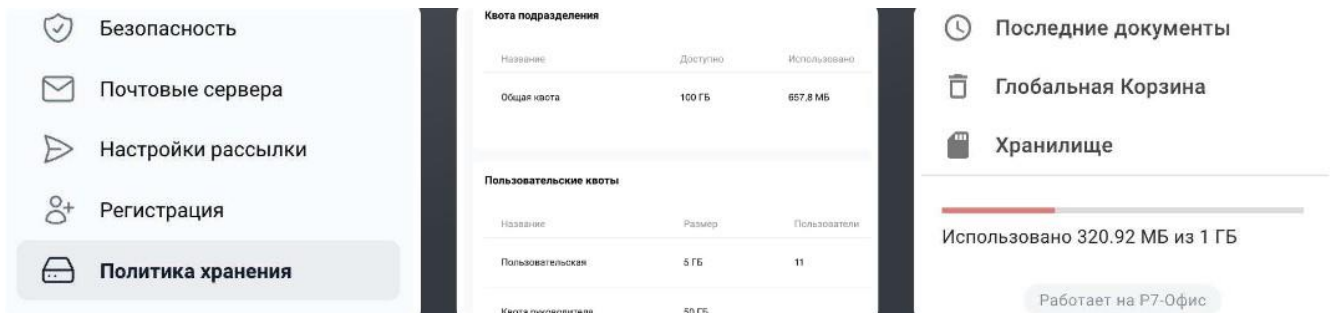 Безопасность
Почтовые сервера
Настройки рассылки
Регистрация
Политика хранения
Квота подразделения
Название Доступно Использовано
Общая квота 100 ГБ 657,8 МБ
Пользовательские квоты
Название Размер Пользователи
Пользовательская 5 ГБ 11
Квота руководителя 50 ГБ
Последние документы
Глобальная Корзина
Хранилище
Использовано 320.92 МБ из 1 ГБ
Работает на Р7-Офис